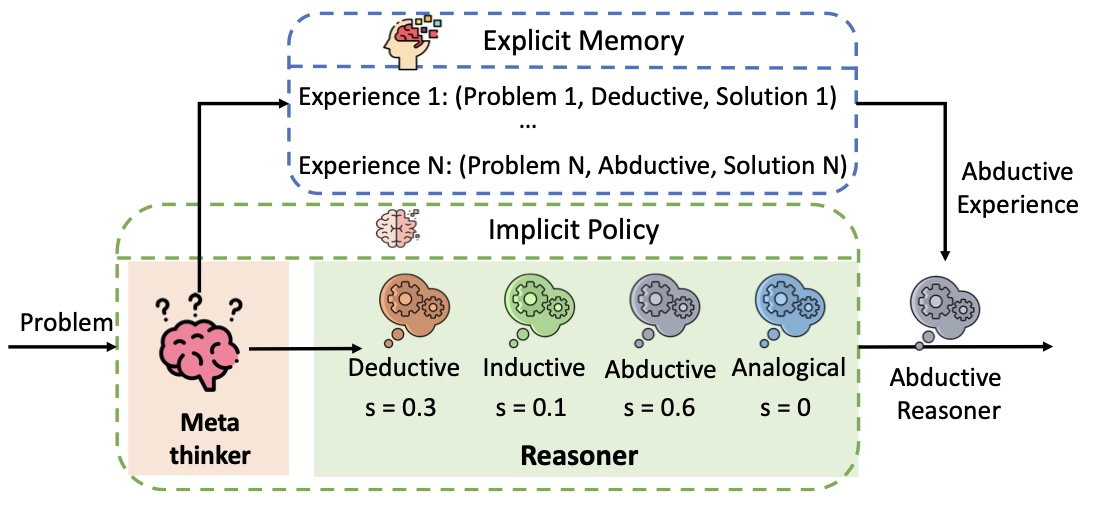 Explicit Memory
Experience 1: (Problem 1, Deductive, Solution 1)
...
Experience N: (Problem N, Abductive, Solution N)
Abductive
Experience
Implicit Policy
Problem
? ? ?
Meta
thinker
Deductive
s = 0.3
Inductive
s = 0.1
Abductive
s = 0.6
Analogical
s = 0
Reasoner
Abductive
Reasoner